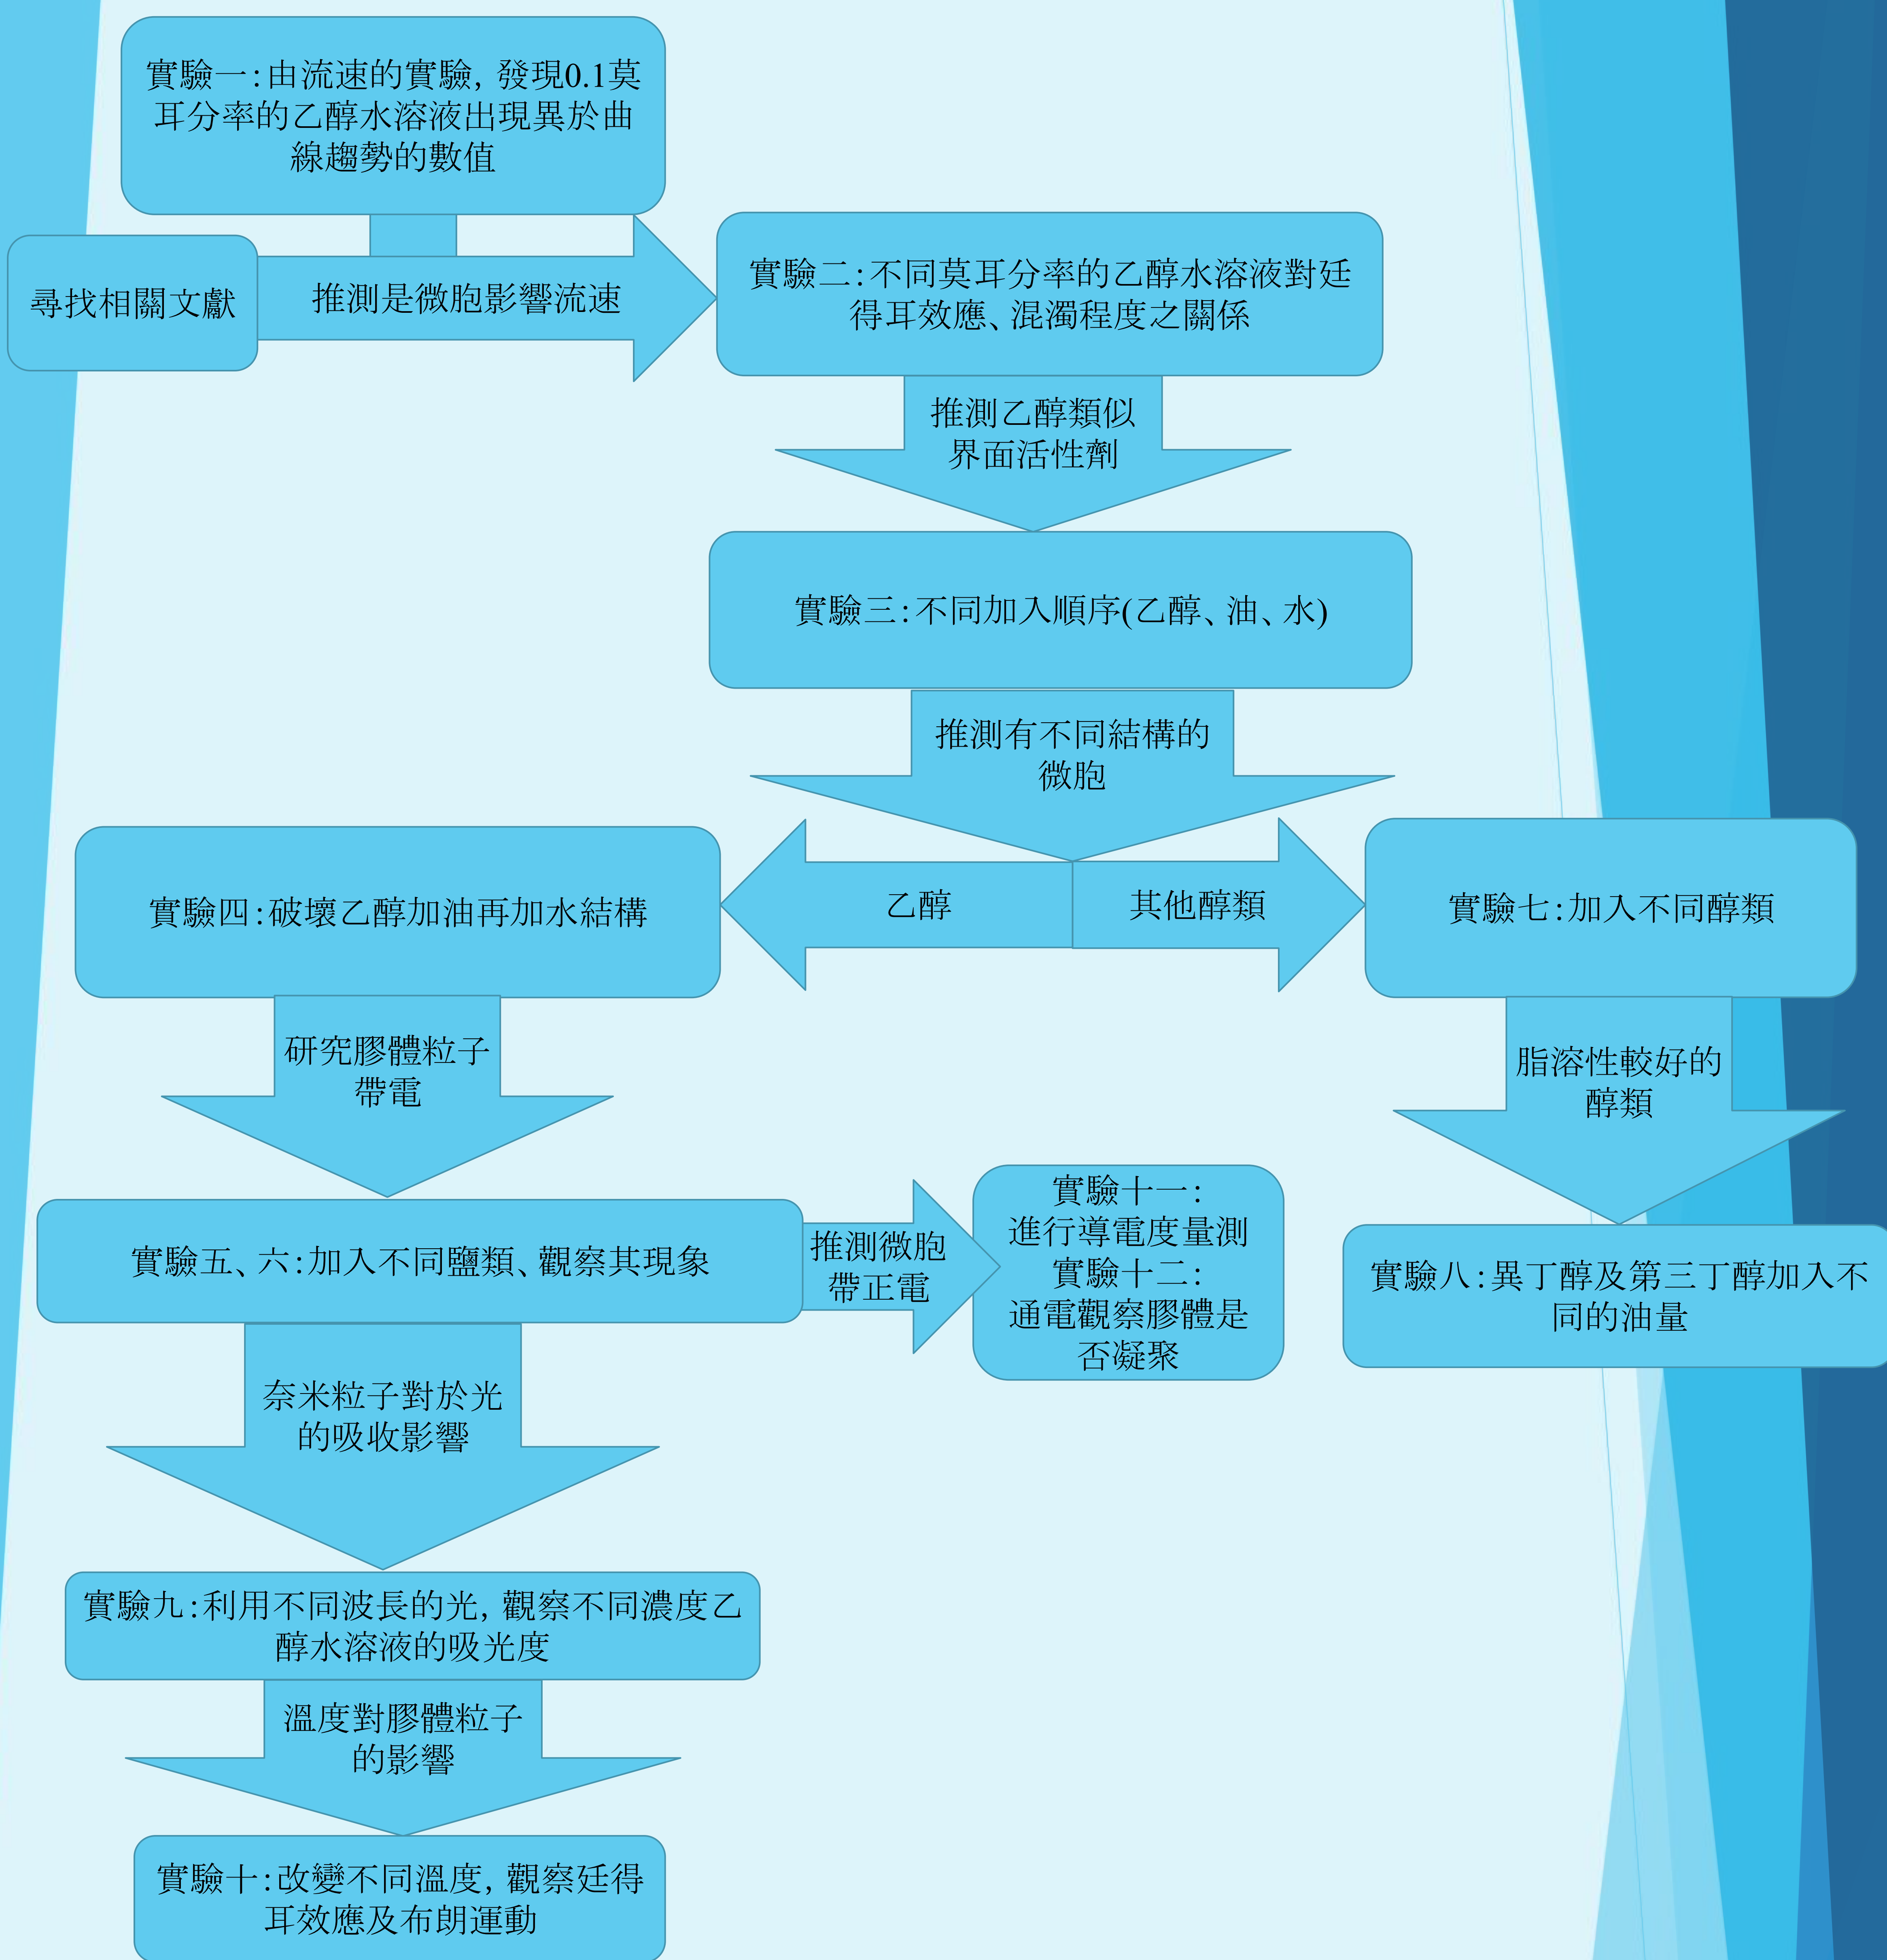 實驗一:由流速的實驗, 發現0.1莫
耳分率的乙醇水溶液出現異於曲
線趨勢的數值
尋找相關文獻
推測是微胞影響流速
實驗二:不同莫耳分率的乙醇水溶液對廷
得耳效應、混濁程度之關係
推測乙醇類似
界面活性劑
實驗三:不同加入順序(乙醇、油、水)
推測有不同結構的
微胞
實驗四:破壞乙醇加油再加水結構
乙醇
其他醇類
實驗七:加入不同醇類
研究膠體粒子
帶電
脂溶性較好的
醇類
實驗五、六:加入不同鹽類、觀察其現象
推測微胞
帶正電
實驗十一:
進行導電度量測
實驗十二:
通電觀察膠體是
否凝聚
實驗八:異丁醇及第三丁醇加入不
同的油量
奈米粒子對於光
的吸收影響
實驗九:利用不同波長的光, 觀察不同濃度乙
醇水溶液的吸光度
溫度對膠體粒子
的影響
實驗十:改變不同溫度, 觀察廷得
耳效應及布朗運動